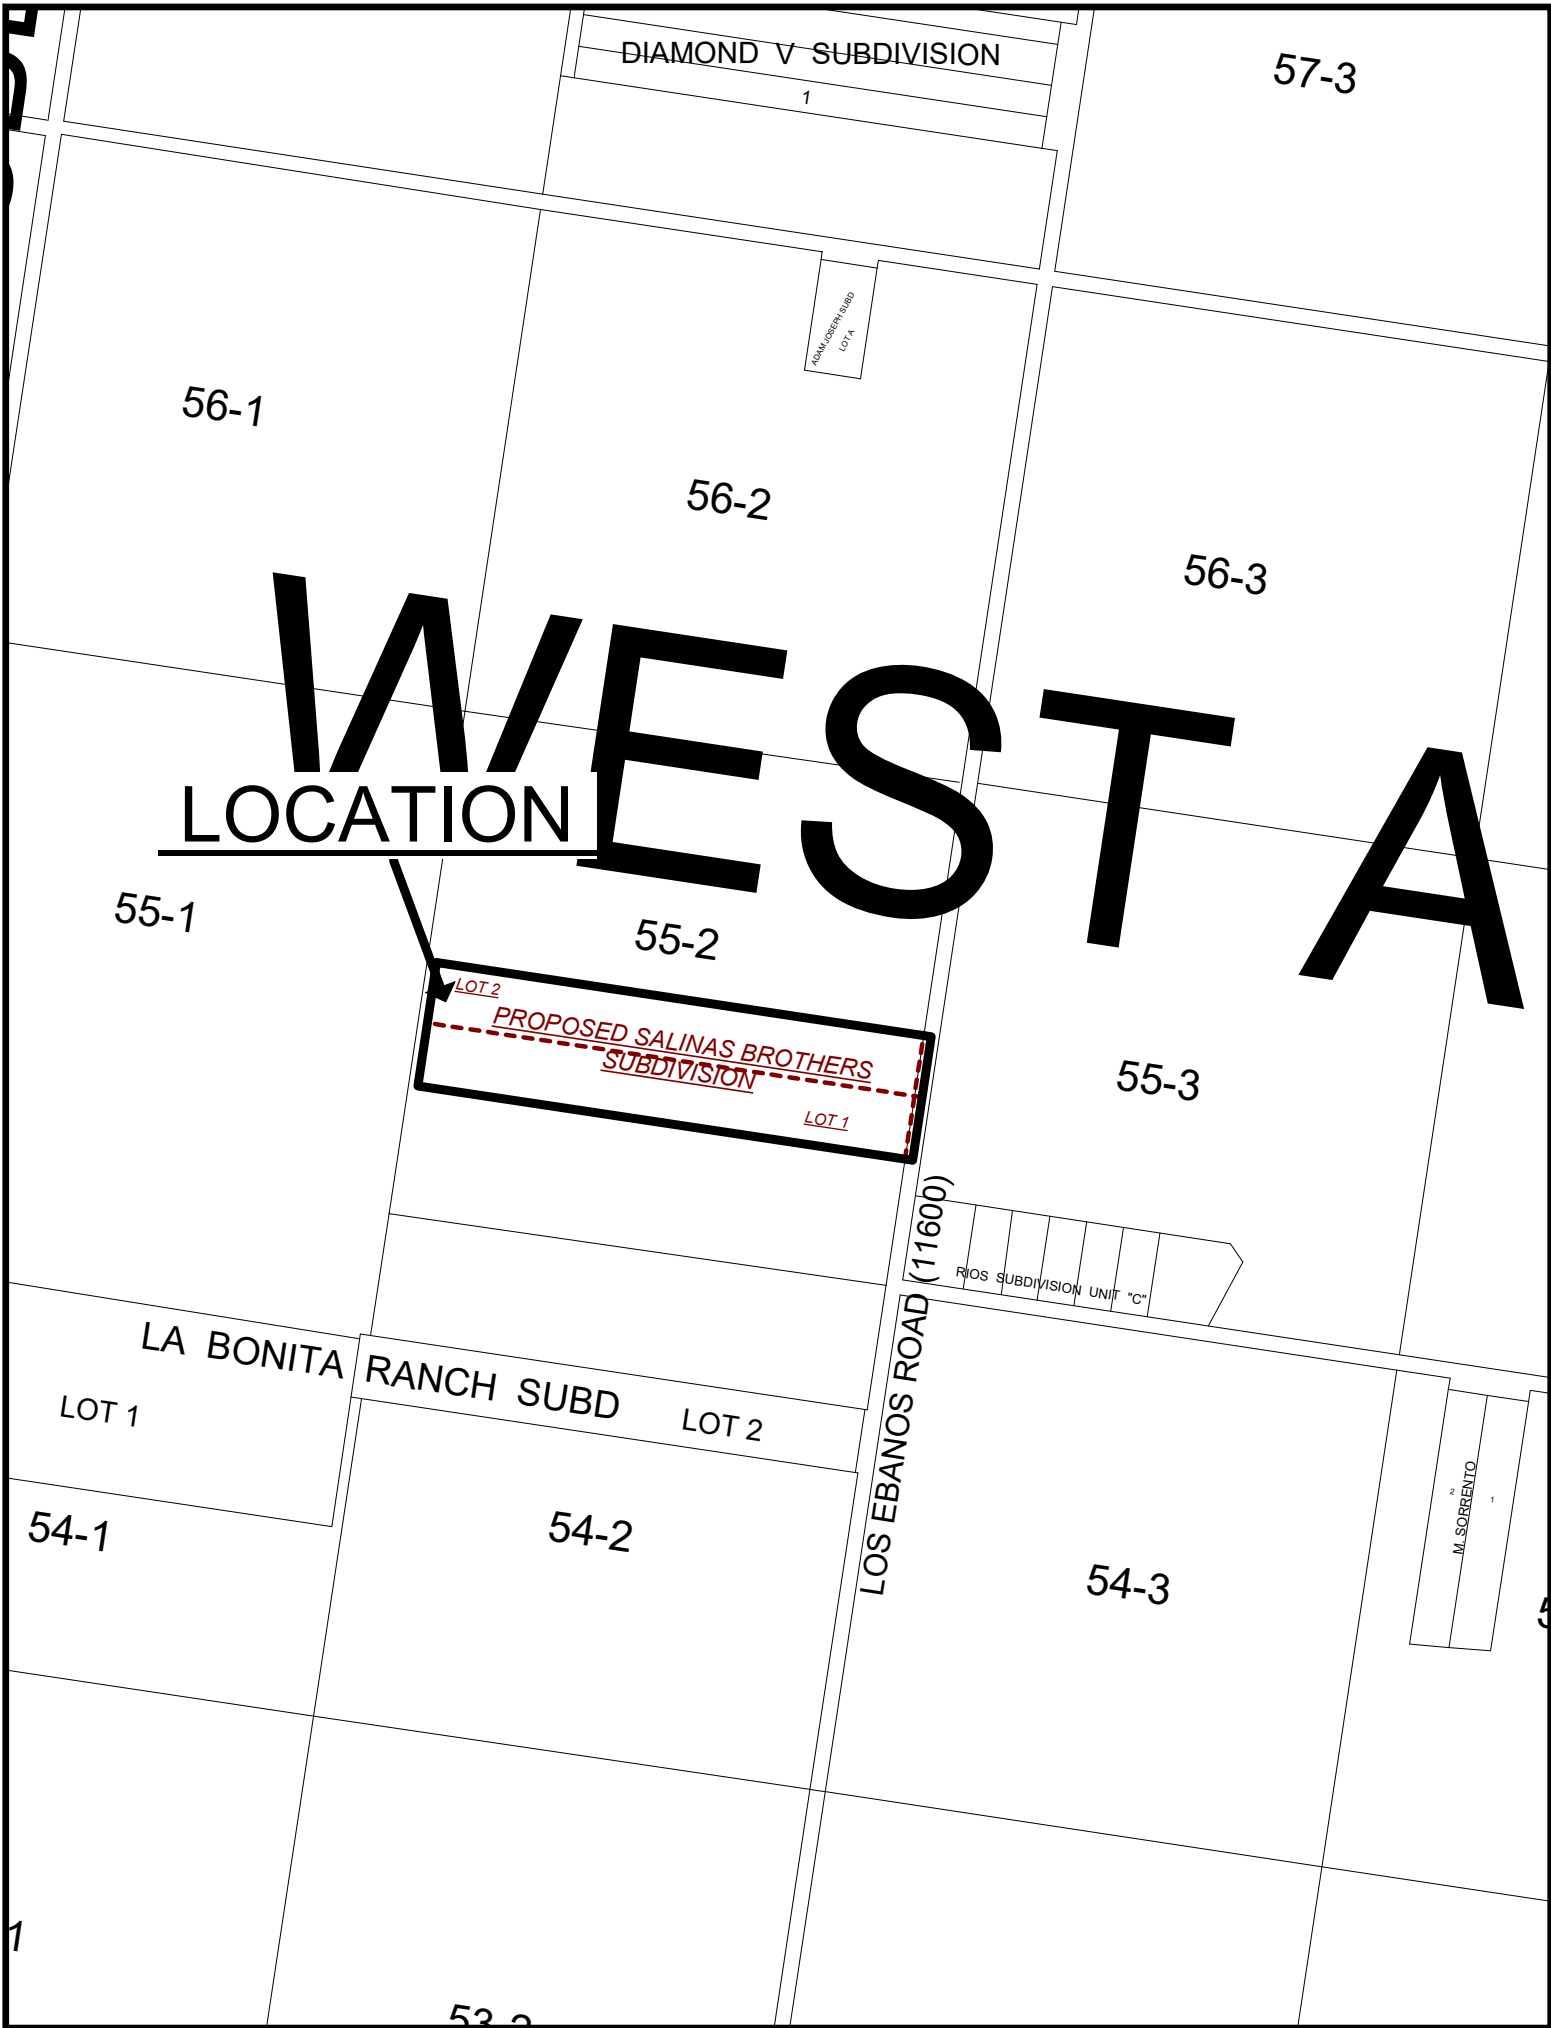 DIAMOND V SUBDIVISION
57-3
1
ADAM JOSEPH SUBD
LOT A
56-1
56-2
56-3
WEST A
LOCATION
55-1
55-2
LOT 2
PROPOSED SALINAS BROTHERS
SUBDIVISION
LOT 1
55-3
LOS EBANOS ROAD (11600)
RIOS SUBDIVISION UNIT "C"
LA BONITA RANCH SUBD
LOT 1
LOT 2
54-1
54-2
54-3
2
M. SORRENTO
1
1